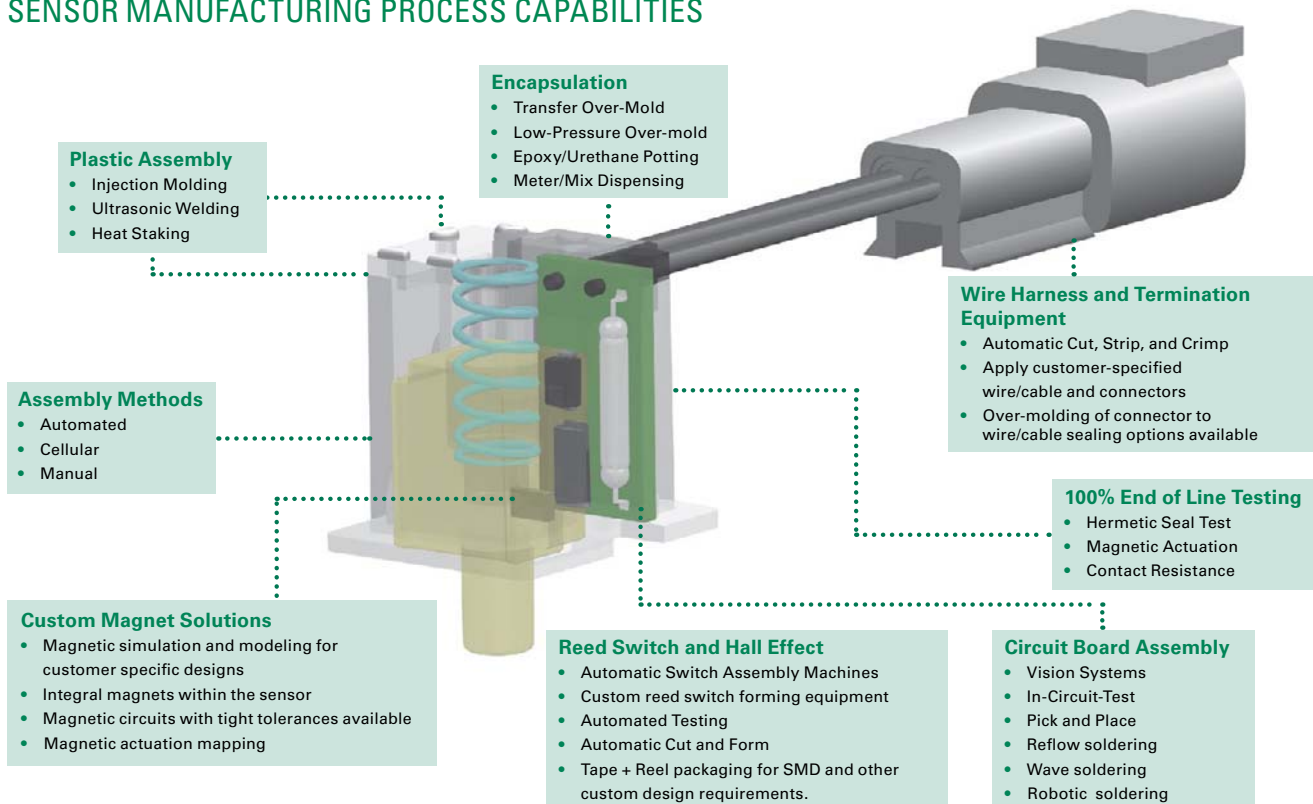 SENSOR MANUFACTURING PROCESS CAPABILITIES
Encapsulation
• Transfer Over-Mold
• Low-Pressure Over-mold
• Epoxy/Urethane Potting
• Meter/Mix Dispensing
Plastic Assembly
• Injection Molding
• Ultrasonic Welding
• Heat Staking
Wire Harness and Termination
Equipment
• Automatic Cut, Strip, and Crimp
• Apply customer-specified
wire/cable and connectors
• Over-molding of connector to
wire/cable sealing options available
Assembly Methods
• Automated
• Cellular
• Manual
100% End of Line Testing
• Hermetic Seal Test
• Magnetic Actuation
• Contact Resistance
Custom Magnet Solutions
• Magnetic simulation and modeling for
customer specific designs
• Integral magnets within the sensor
• Magnetic circuits with tight tolerances available
• Magnetic actuation mapping
Reed Switch and Hall Effect
• Automatic Switch Assembly Machines
• Custom reed switch forming equipment
• Automated Testing
• Automatic Cut and Form
• Tape + Reel packaging for SMD and other
custom design requirements.
Circuit Board Assembly
• Vision Systems
• In-Circuit-Test
• Pick and Place
• Reflow soldering
• Wave soldering
• Robotic soldering